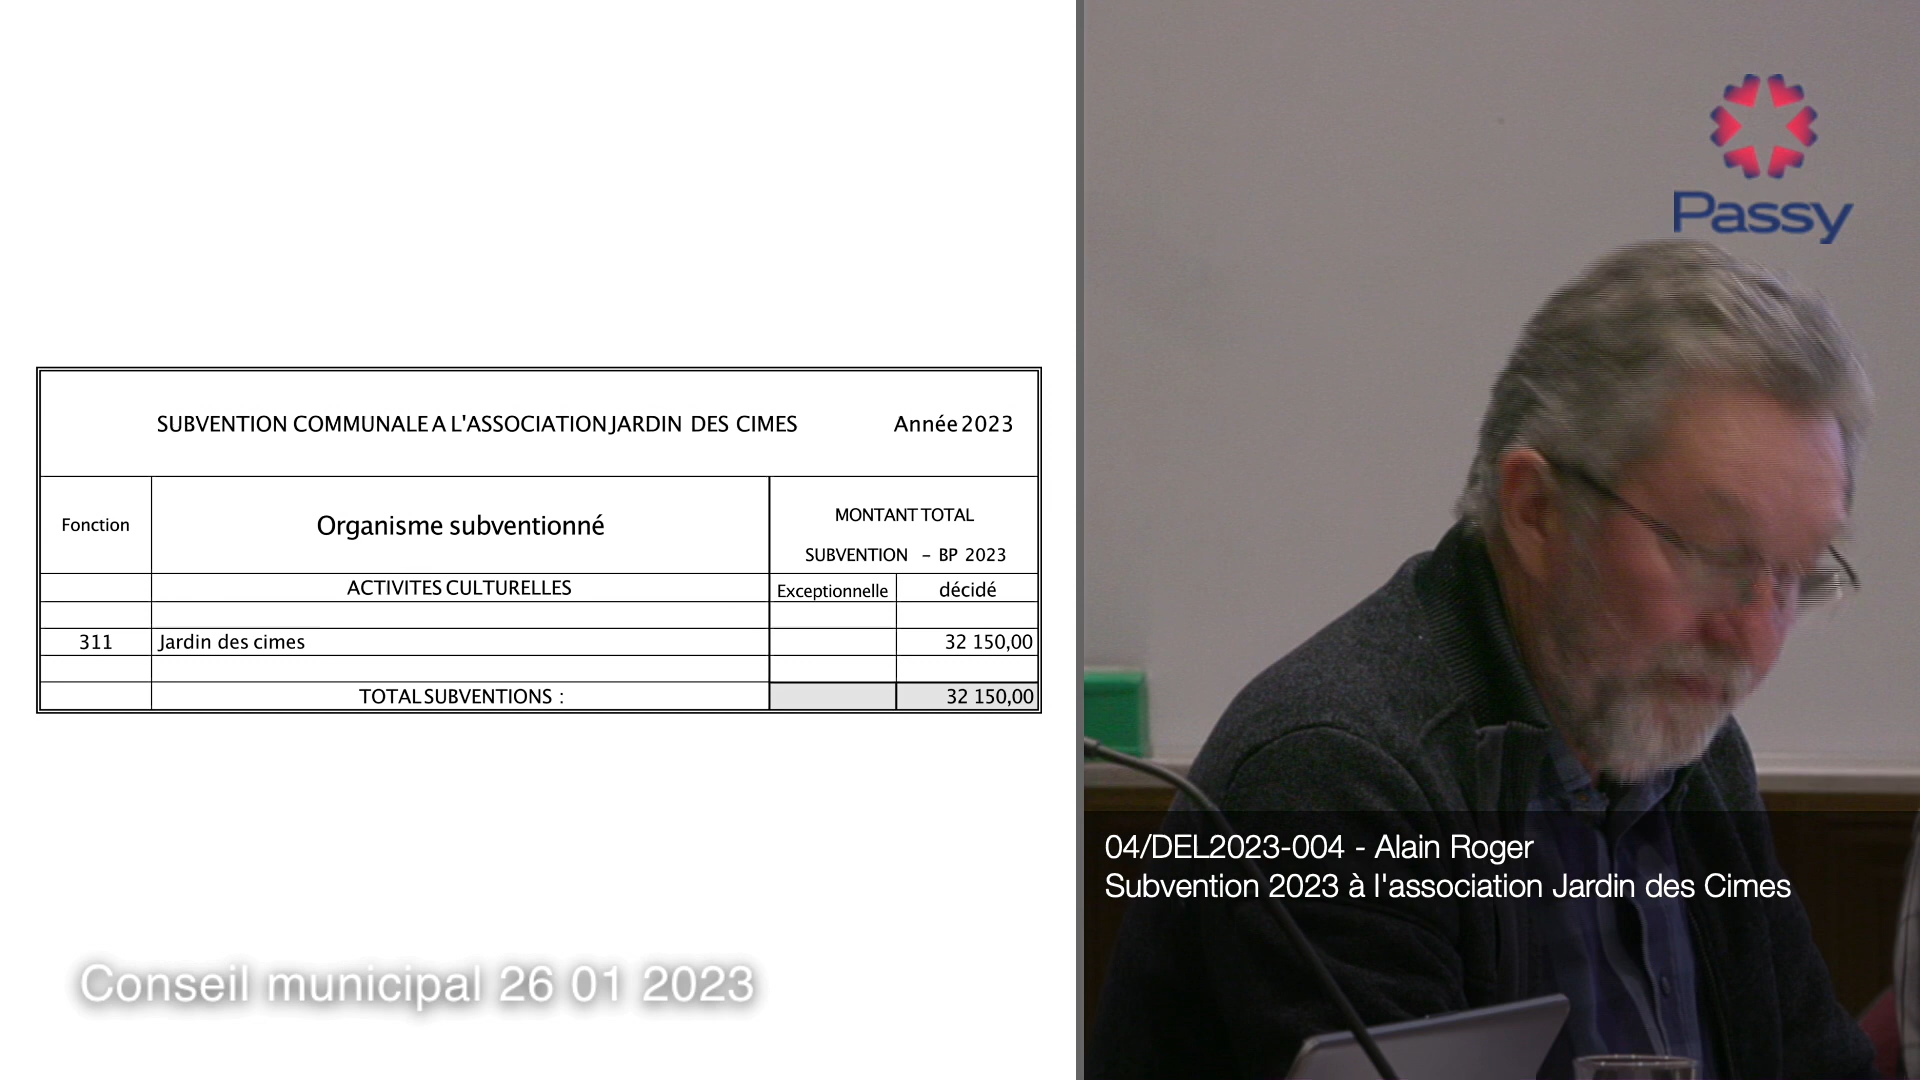 SUBVENTION COMMUNALE A L'ASSOCIATION JARDIN DES CIMES Année 2023
Fonction
Organisme subventionné
MONTANT TOTAL
SUBVENTION - BP 2023
ACTIVITES CULTURELLES
Exceptionnelle
décidé
311 Jardin des cimes 32 150,00
TOTAL SUBVENTIONS : 32 150,00
Conseil municipal 26 01 2023
Passy
04/DEL2023-004 - Alain Roger
Subvention 2023 à l'association Jardin des Cimes